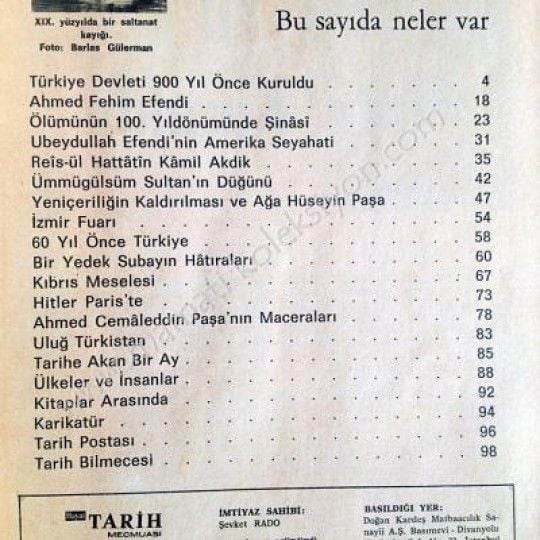 XIX. yüzyılda bir saltanat
kayığı.
Foto: Barlas Gülerman
Bu sayıda neler var
Türkiye Devleti 900 Yıl Önce Kuruldu . . . . . . . 4
Ahmed Fehim Efendi . . . . . . . . . . . . 18
Ölümünün 100. Yıldönümünde Şinâsî . . . . . . . 23
Ubeydullah Efendi'nin Amerika Seyahati . . . . . . 31
Reîs-ül Hattâtîn Kâmil Akdik . . . . . . . . . 35
Ümmügülsüm Sultan'ın Düğünü . . . . . . . . . 42
Yeniçeriliğin Kaldırılması ve Ağa Hüseyin Paşa . . . . 47
İzmir Fuarı . . . . . . . . . . . . . . 54
60 Yıl Önce Türkiye . . . . . . . . . . . . 58
Bir Yedek Subayın Hâtıraları . . . . . . . . . 60
Kıbrıs Meselesi . . . . . . . . . . . . . 67
Hitler Paris'te . . . . . . . . . . . . . 73
Ahmed Cemâleddin Paşa'nın Maceraları . . . . . . 78
Uluğ Türkistan . . . . . . . . . . . . . 83
Tarihe Akan Bir Ay . . . . . . . . . . . . 85
Ülkeler ve İnsanlar . . . . . . . . . . . . 88
Kitaplar Arasında . . . . . . . . . . . . 92
Karikatür . . . . . . . . . . . . . . 94
Tarih Postası . . . . . . . . . . . . . 96
Tarih Bilmecesi . . . . . . . . . . . . . 98
Hayat TARİH
MECMUASI
İMTİYAZ SAHİBİ:
Şevket RADO
BASILDIĞI YER:
Doğan Kardeş Matbaacılık Sa-
nayii A.Ş. Basımevi - Divanyolu